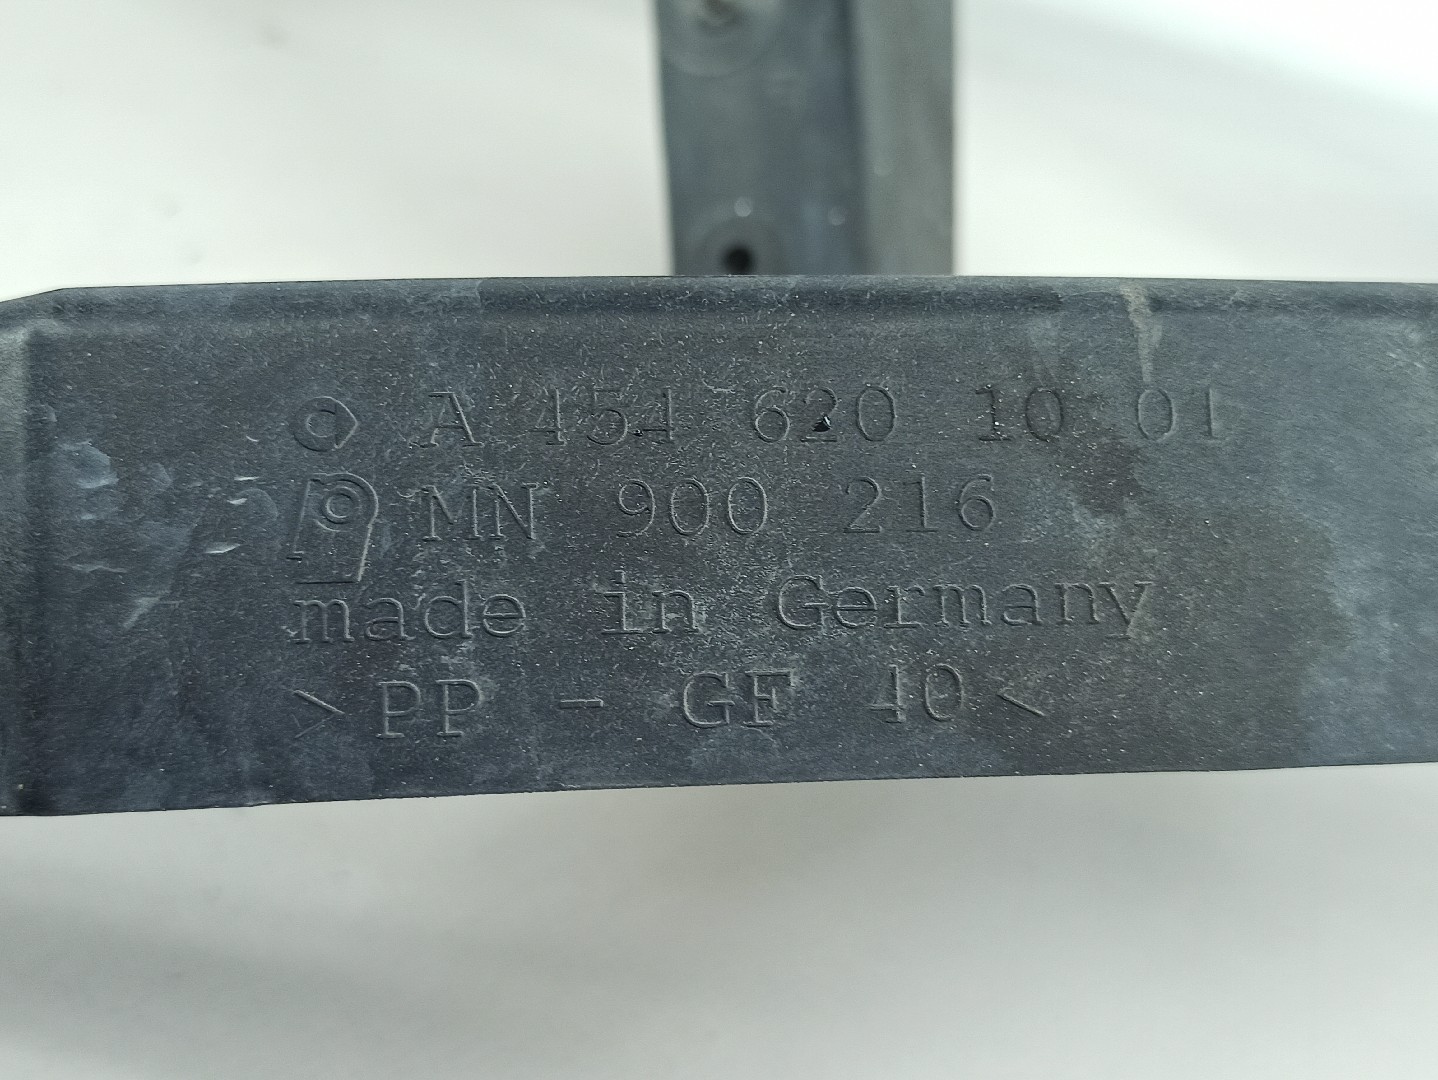 A 454 620 10 01
MN 900 216
made in Germany
>PP - GF 40<